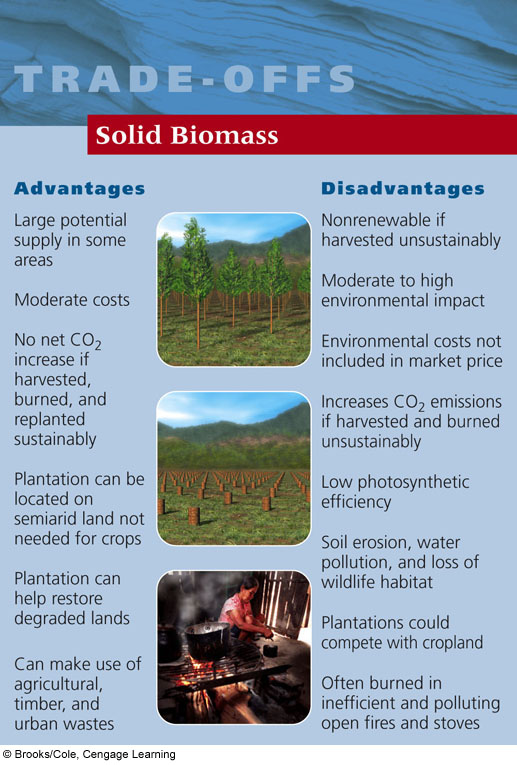 TRADE-OFFS
Solid Biomass
Advantages
Large potential
supply in some
areas
Moderate costs
No net CO₂
increase if
harvested,
burned, and
replanted
sustainably
Plantation can be
located on
semiarid land not
needed for crops
Plantation can
help restore
degraded lands
Can make use of
agricultural,
timber, and
urban wastes
Disadvantages
Nonrenewable if
harvested unsustainably
Moderate to high
environmental impact
Environmental costs not
included in market price
Increases CO₂ emissions
if harvested and burned
unsustainably
Low photosynthetic
efficiency
Soil erosion, water
pollution, and loss of
wildlife habitat
Plantations could
compete with cropland
Often burned in
inefficient and polluting
open fires and stoves
© Brooks/Cole, Cengage Learning